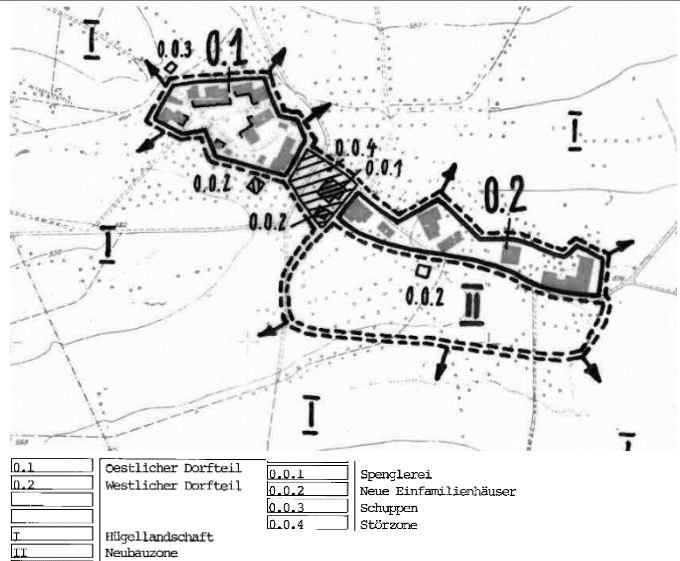 I
0.0.3
0.1
I
0.0.4
0.0.1
0.0.2
0.2
0.0.2
I
0.0.2
II
I
I
0.1 Oestlicher Dorfteil
0.2 Westlicher Dorfteil
I Hügellandschaft
II Neubauzone
0.0.1 Spenglerei
0.0.2 Neue Einfamilienhäuser
0.0.3 Schuppen
0.0.4 Störzone